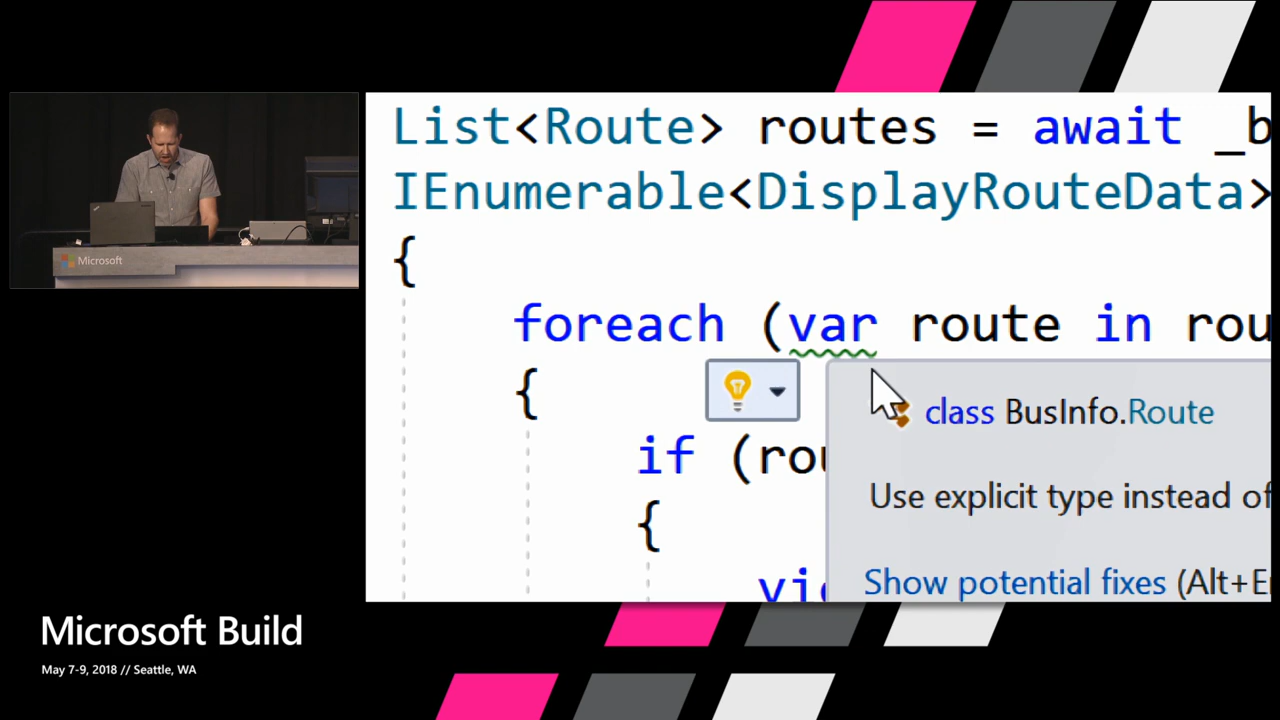 List<Route> routes = await _b
IEnumerable<DisplayRouteData>
{
foreach (var route in rou
{
class BusInfo.Route
if (rou
Use explicit type instead of
{
Show potential fixes (Alt+E
vie
Microsoft
Microsoft Build
May 7-9, 2018 // Seattle, WA